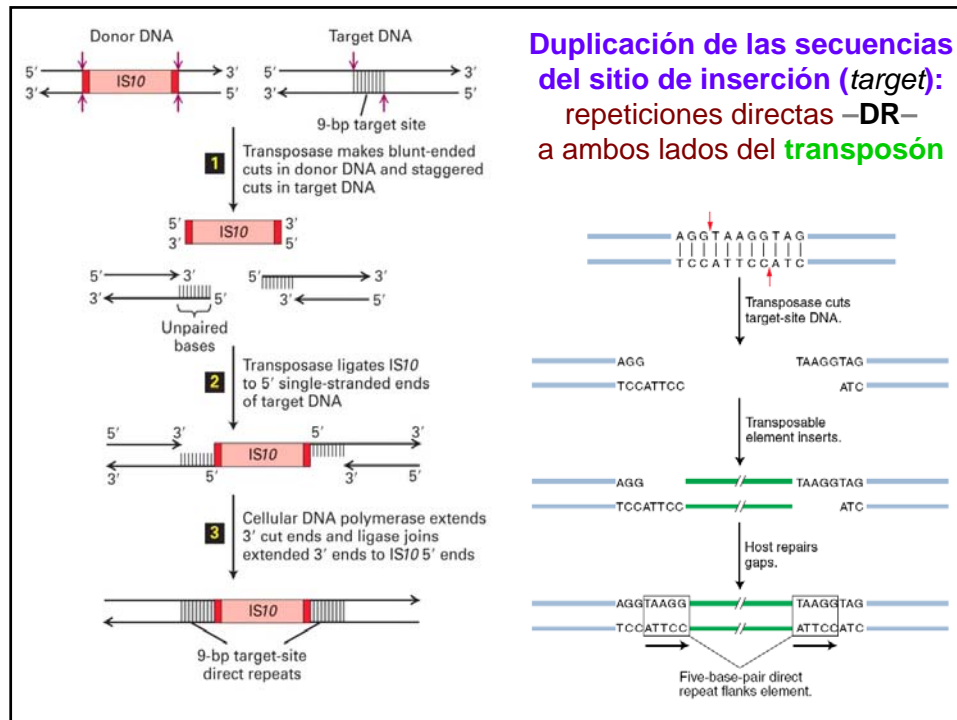 Donor DNA
Target DNA
5′ 3′ 5′ 3′
IS10
3′ 5′ 3′ 5′
9-bp target site
1
Transposase makes blunt-ended
cuts in donor DNA and staggered
cuts in target DNA
5′ 3′
IS10
3′ 5′
5′ 3′ 5′ 3′
3′ 5′ 3′ 5′
Unpaired
bases
2
Transposase ligates IS10
to 5′ single-stranded ends
of target DNA
5′ 3′ 5′ 3′
IS10
3′ 5′ 3′ 5′
3
Cellular DNA polymerase extends
3′ cut ends and ligase joins
extended 3′ ends to IS10 5′ ends
IS10
9-bp target-site
direct repeats
Duplicación de las secuencias
del sitio de inserción (target):
repeticiones directas –DR–
a ambos lados del transposón
AGGTAAGGTAG
TCCATTCCATC
Transposase cuts
target-site DNA.
AGG TAAGGTAG
TCCATTCC ATC
Transposable
element inserts.
AGG TAAGGTAG
TCCATTCC ATC
Host repairs
gaps.
AGGTAAGG TAAGGTAG
TCCATTCC ATTCCATC
Five-base-pair direct
repeat flanks element.